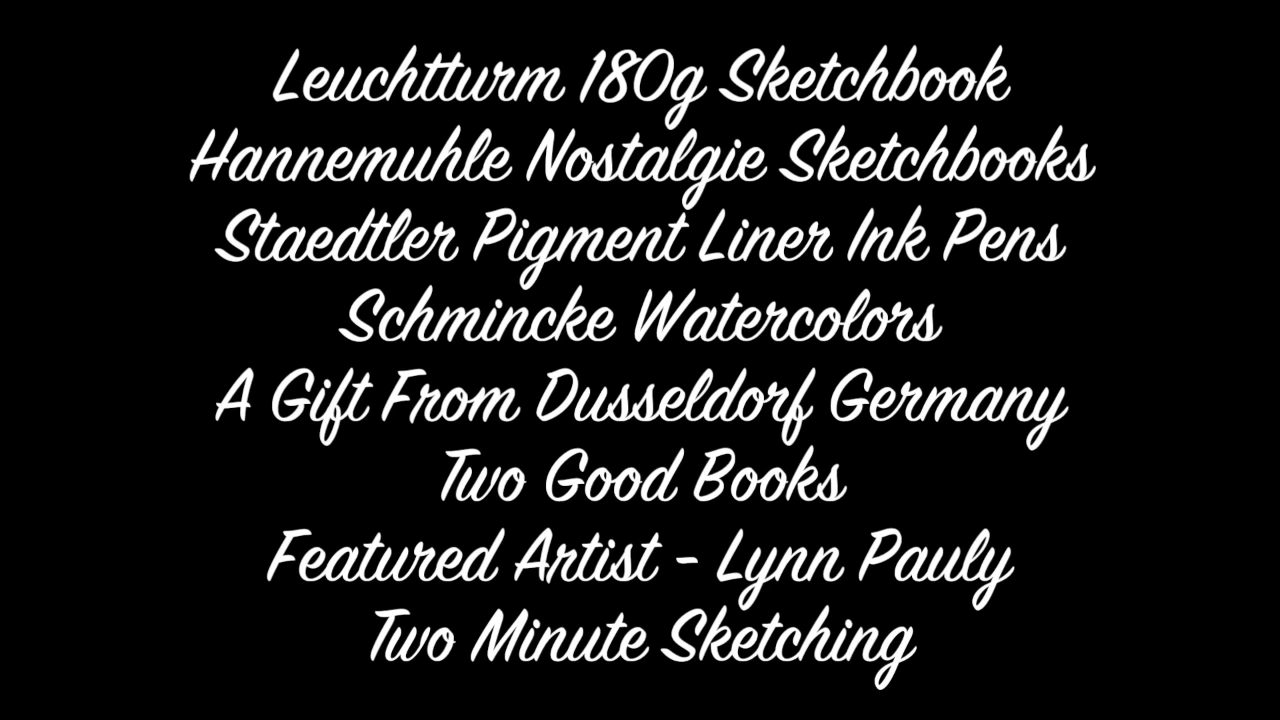 Leuchtturm 180g Sketchbook
Hannemuhle Nostalgie Sketchbooks
Staedtler Pigment Liner Ink Pens
Schmincke Watercolors
A Gift From Dusseldorf Germany
Two Good Books
Featured Artist - Lynn Pauly
Two Minute Sketching